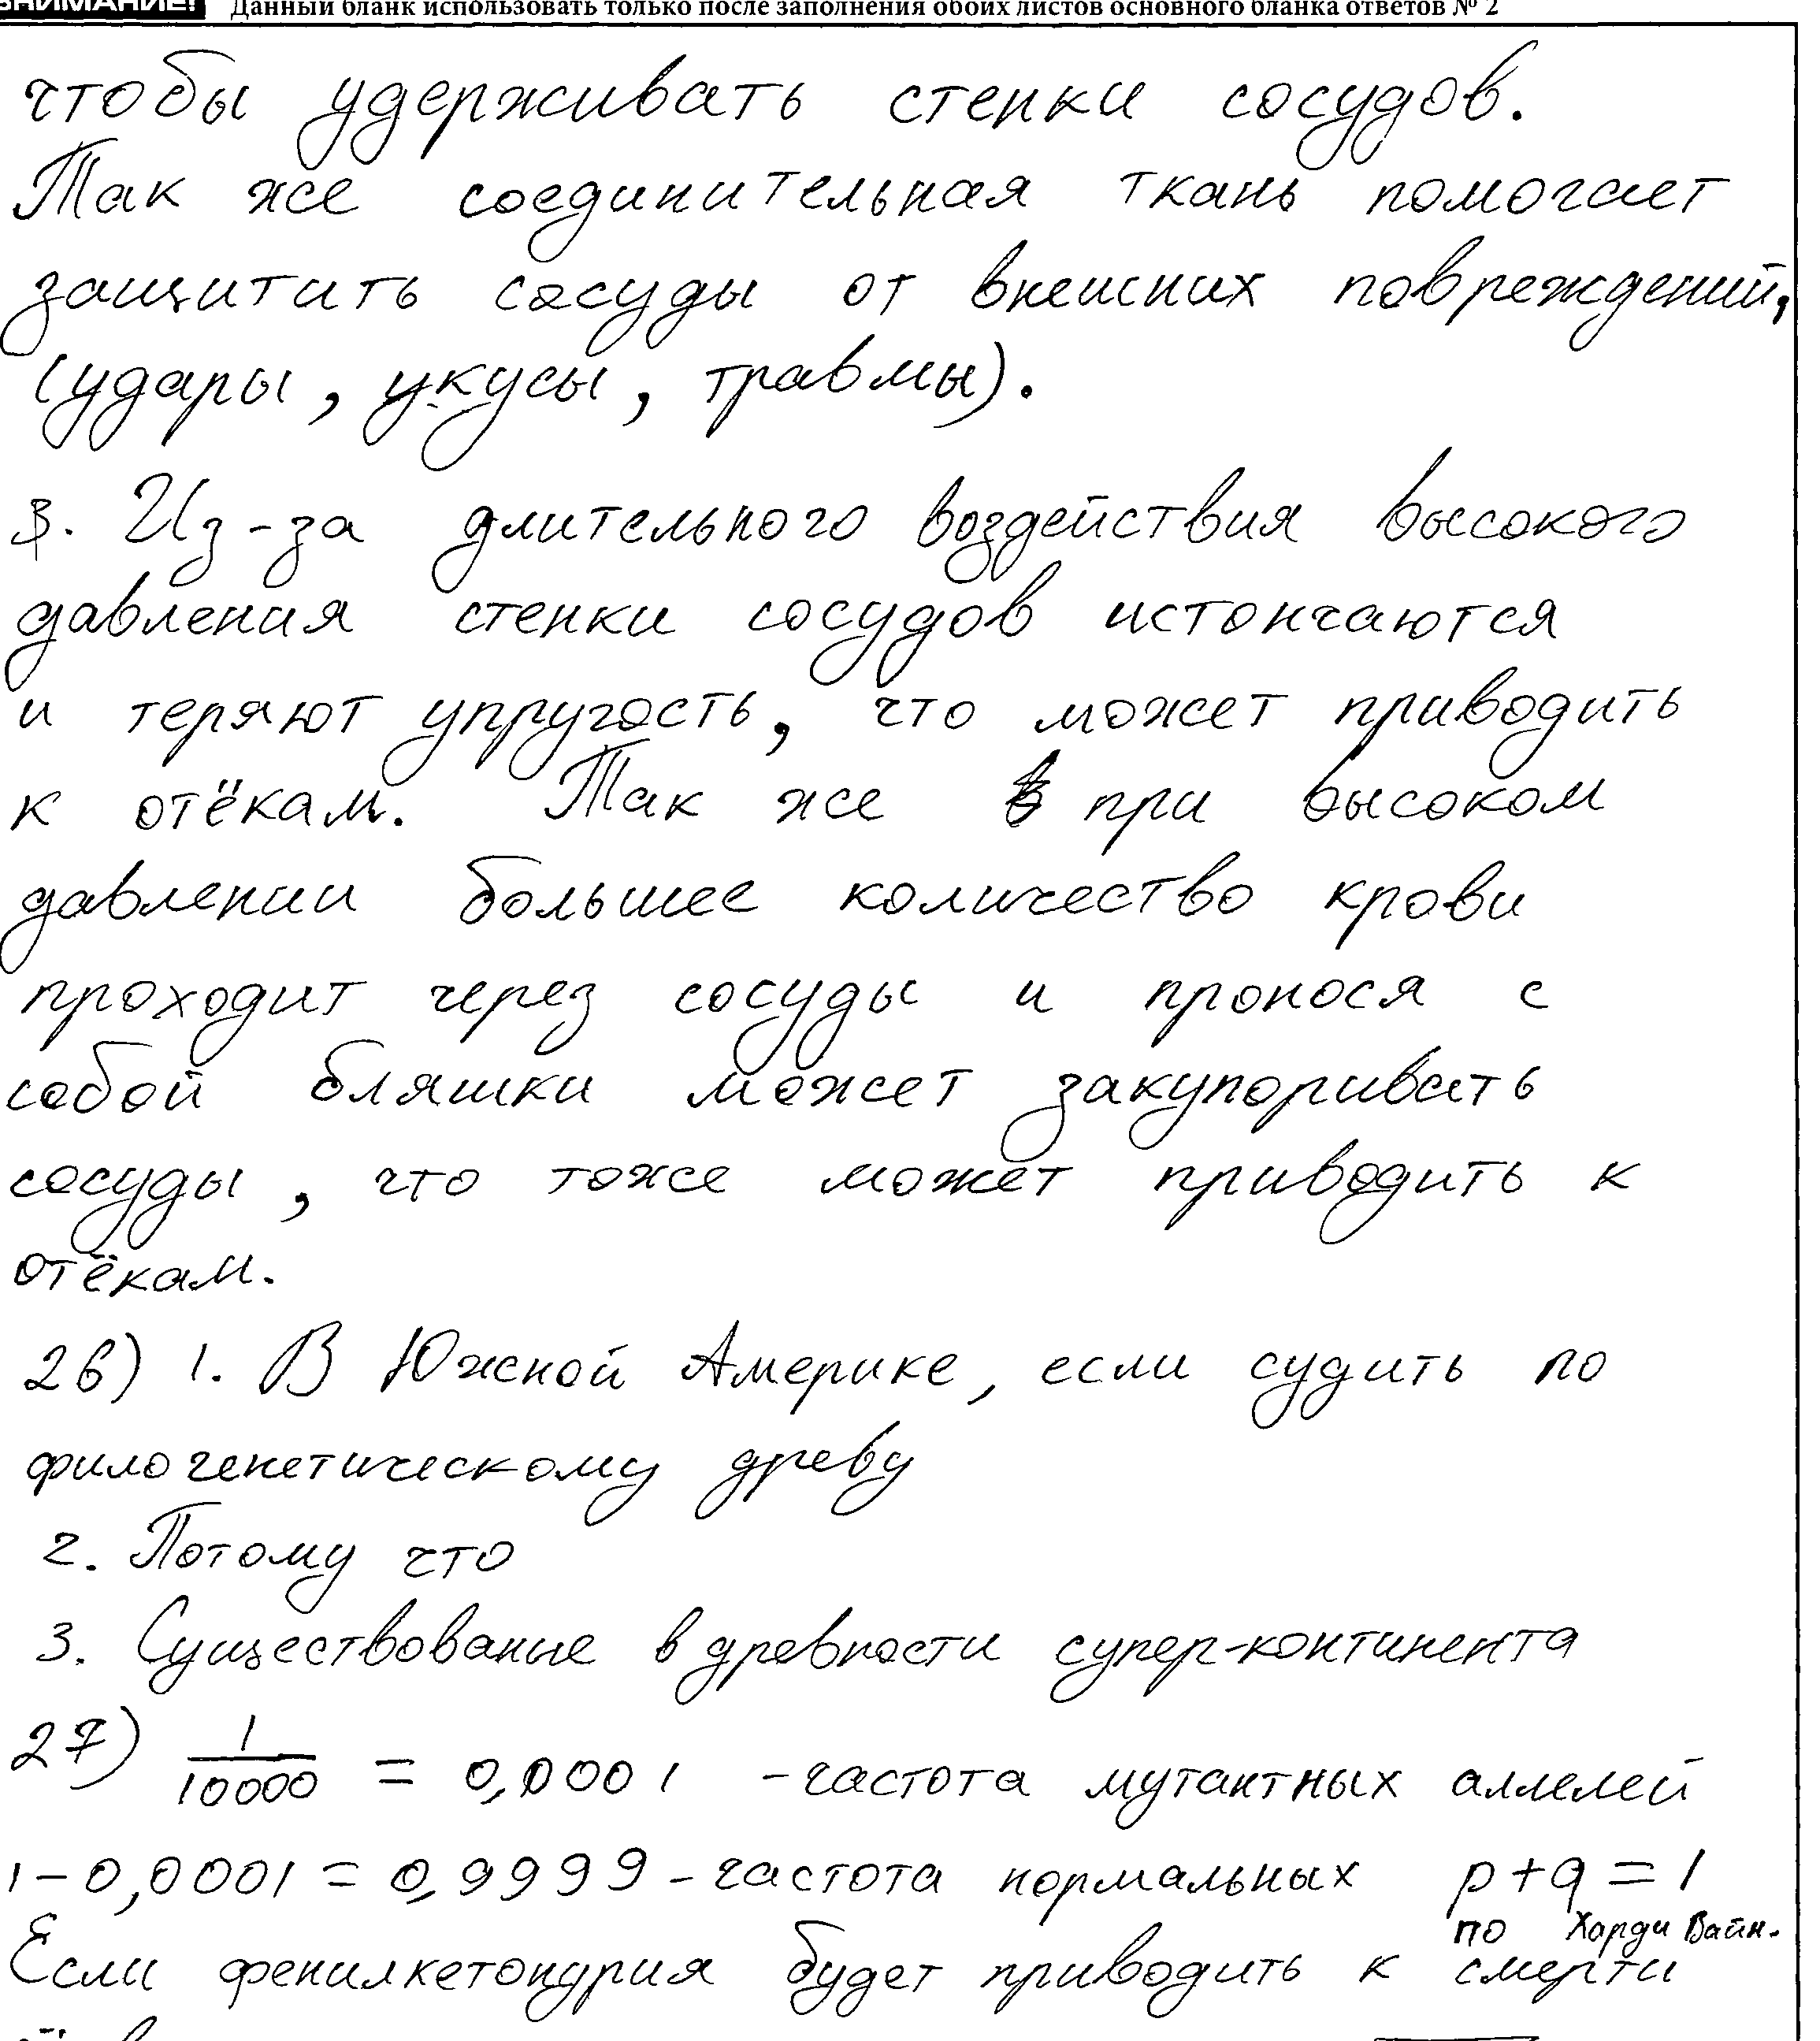 ВНИМАНИЕ! Данный бланк использовать только после заполнения обоих листов основного бланка ответов № 2
чтобы удерживать стенки сосудов.
Так же соединительная ткань помогает
защитить сосуды от внешних повреждений,
(удары, укусы, травмы).
3. Из-за длительного воздействия высокого
давления стенки сосудов истончаются
и теряют упругость, что может приводить
к отёкам. Так же при высоком
давлении большее количество крови
проходит через сосуды и пронося с
собой бляшки может закупоривать
сосуды, что тоже может приводить к
отёкам.
26) 1. В Южной Америке, если судить по
филогенетическому древу
2. Потому что
3. Существование в древности супер-континента
27) 1/10000 = 0,0001 - частота мутантных аллелей
1-0,0001 = 0,9999 - частота нормальных p+q=1
по Харди Вайн.
Если фенилкетонурия будет приводить к смерти